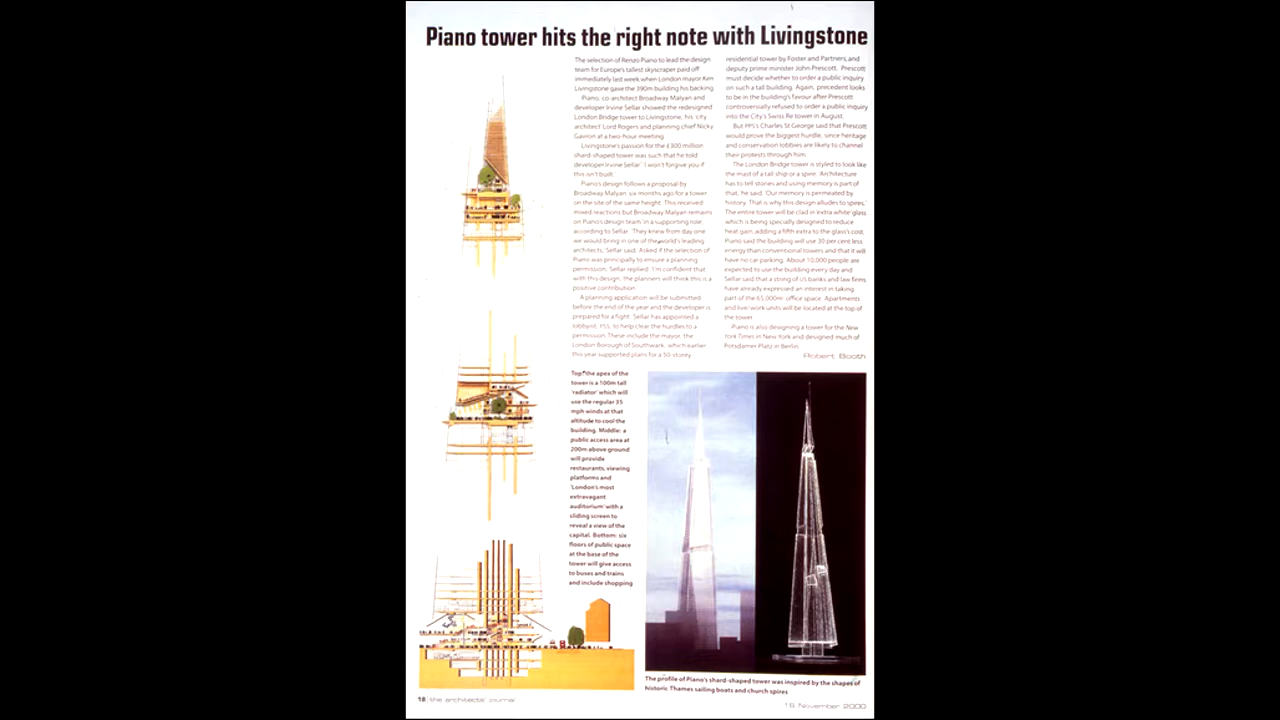 Piano tower hits the right note with Livingstone
The selection of Renzo Piano to lead the design
team for Europe's tallest skyscraper paid off
immediately last week when London mayor Ken
Livingstone gave the 390m building his backing.
Piano, co-architect Broadway Malyan and
developer Irvine Sellar showed the redesigned
London Bridge tower to Livingstone, his 'city
architect' Lord Rogers and planning chief Nicky
Gavron at a two-hour meeting.
Livingstone's passion for the £300 million
shard-shaped tower was such that he told
developer Irvine Sellar: 'I won't forgive you if
this isn't built.'
Piano's design follows a proposal by
Broadway Malyan six months ago for a tower
on the site of the same height. This received
mixed reactions but Broadway Malyan remains
on Piano's design team 'in a supporting role',
according to Sellar. 'They knew from day one
we would bring in one of the world's leading
architects,' Sellar said. Asked if the selection of
Piano was principally to ensure a planning
permission, Sellar replied: 'I'm confident that
with this design, the planners will think this is a
positive contribution.'
A planning application will be submitted
before the end of the year and the developer is
prepared for a fight. Sellar has appointed a
lobbyist, PPS, to help clear the hurdles to a
permission. These include the mayor, the
London Borough of Southwark, which earlier
this year supported plans for a 50-storey
residential tower by Foster and Partners, and
deputy prime minister John Prescott. Prescott
must decide whether to order a public inquiry
on such a tall building. Again, precedent looks
to be in the building's favour after Prescott
controversially refused to order a public inquiry
into the City's Swiss Re tower in August.
But PPS's Charles St George said that Prescott
would prove the biggest hurdle, since heritage
and conservation lobbies are likely to channel
their protests through him.
The London Bridge tower is styled to look like
the mast of a tall ship or a spire. 'Architecture
has to tell stories and using memory is part of
that,' he said. 'Our memory is permeated by
history. That is why this design alludes to spires.'
The entire tower will be clad in 'extra white' glass
which is being specially designed to reduce
heat gain, adding a fifth extra to the glass's cost.
Piano said the building will use 30 per cent less
energy than conventional towers and that it will
have no car parking. About 10,000 people are
expected to use the building every day and
Sellar said that a string of US banks and law firms
have already expressed an interest in taking
part of the 65,000m² office space. Apartments
and live/work units will be located at the top of
the tower.
Piano is also designing a tower for the New
York Times in New York and designed much of
Potsdamer Platz in Berlin.
Robert Booth
Top: the apex of the
tower is a 100m tall
'radiator' which will
use the regular 35
mph winds at that
altitude to cool the
building. Middle: a
public access area at
200m above ground
will provide
restaurants, viewing
platforms and
'London's most
extravagant
auditorium' with a
sliding screen to
reveal a view of the
capital. Bottom: six
floors of public space
at the base of the
tower will give access
to buses and trains
and include shopping
The profile of Piano's shard-shaped tower was inspired by the shapes of
historic Thames sailing boats and church spires
18 | the architects' journal
16 November 2000